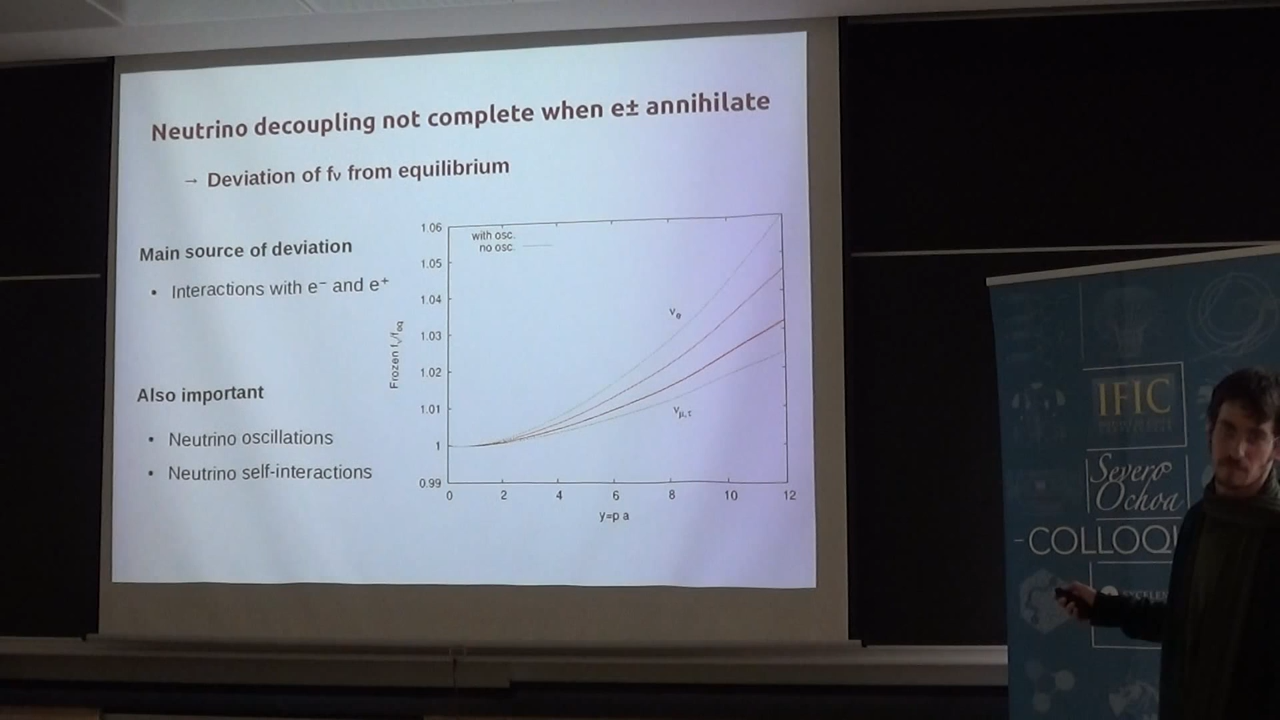 Neutrino decoupling not complete when e± annihilate
→ Deviation of fν from equilibrium
Main source of deviation
• Interactions with e⁻ and e⁺
Also important
• Neutrino oscillations
• Neutrino self-interactions
1.06
1.05
1.04
1.03
1.02
1.01
1
0.99
with osc.
no osc.
νe
νμ,τ
Frozen fν/feq
0 2 4 6 8 10 12
y=p a
IFIC
Severo
Ochoa
-COLLOQ